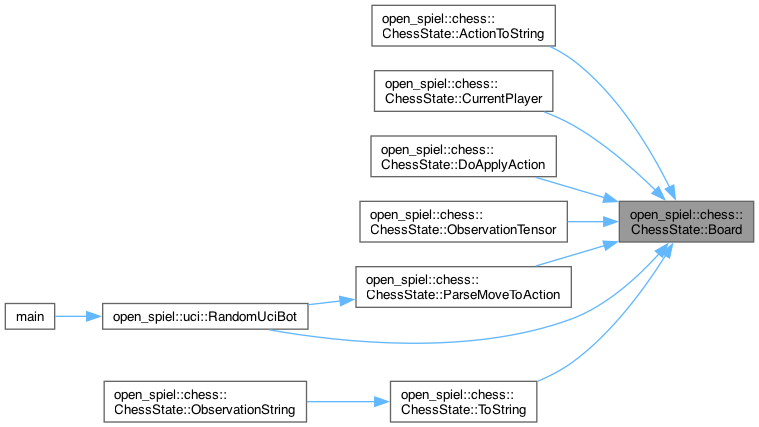 open_spiel::chess::
ChessState::ActionToString
open_spiel::chess::
ChessState::CurrentPlayer
open_spiel::chess::
ChessState::DoApplyAction
open_spiel::chess::
ChessState::ObservationTensor
open_spiel::chess::
ChessState::Board
open_spiel::chess::
ChessState::ParseMoveToAction
main
open_spiel::uci::RandomUciBot
open_spiel::chess::
ChessState::ObservationString
open_spiel::chess::
ChessState::ToString